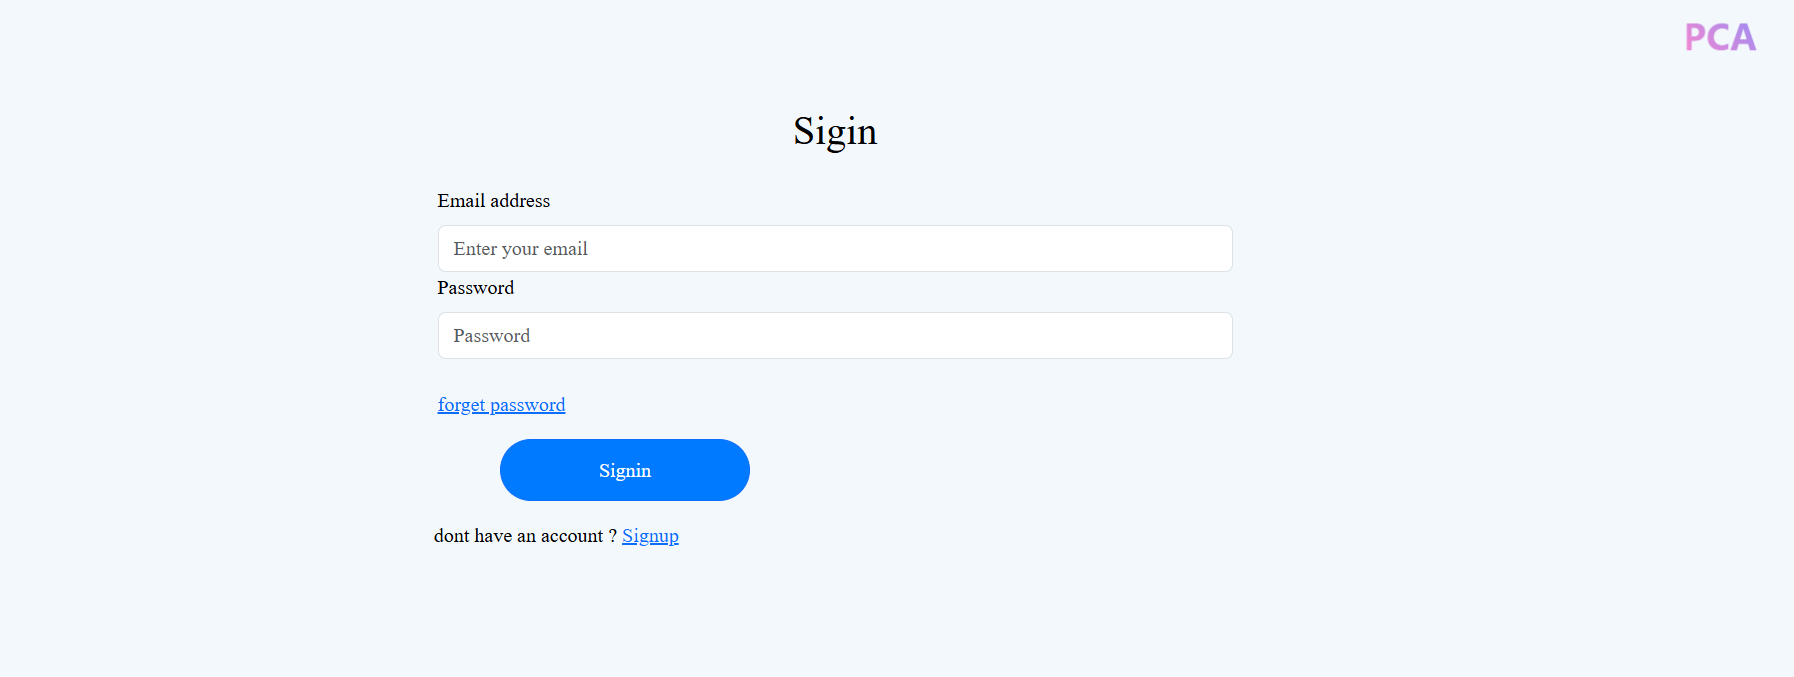 PCA
Sigin
Email address
Enter your email
Password
Password
forget password
Signin
dont have an account ? Signup